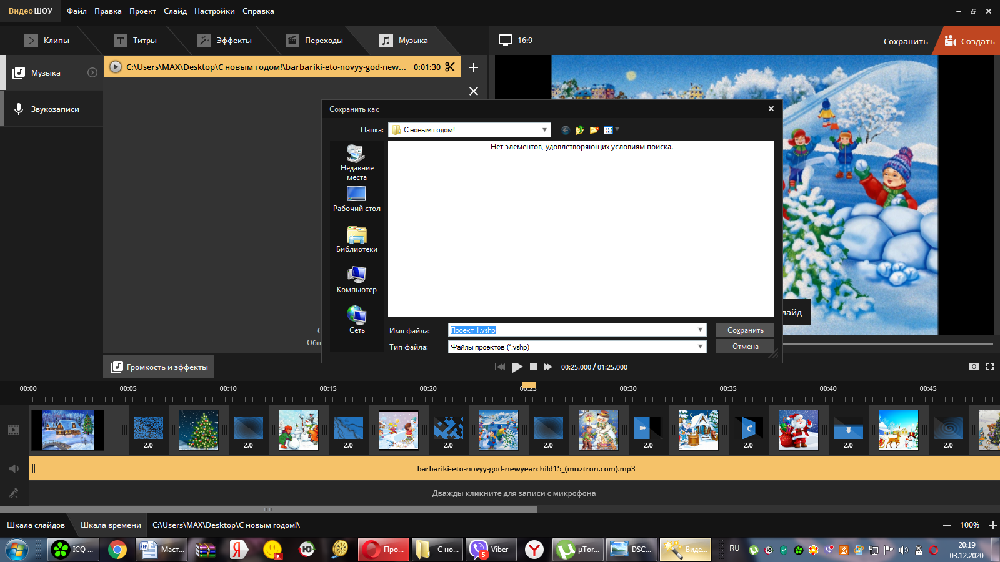 ВидеоШОУ Файл Правка Проект Слайд Настройки Справка
Клипы Титры Эффекты Переходы Музыка 16:9 Сохранить Создать
Музыка
Звукозаписи
C:\Users\MAX\Desktop\С новым годом!\barbariki-eto-novyy-god-new... 0:01:30
Сохранить как
Папка: С новым годом!
Нет элементов, удовлетворяющих условиям поиска.
Недавние
места
Рабочий стол
Библиотеки
Компьютер
Сеть
Имя файла: Проект 1.vshp Сохранить
Тип файла: Файлы проектов (*.vshp) Отмена
Громкость и эффекты
00:25.000 / 01:25.000
00:00 00:05 00:10 00:15 00:20 00:25 00:30 00:35 00:40 00:45
2.0 2.0 2.0 2.0 2.0 2.0 2.0 2.0 2.0
barbariki-eto-novyy-god-newyearchild15_(muztron.com).mp3
Дважды кликните для записи с микрофона
Шкала слайдов Шкала времени C:\Users\MAX\Desktop\С новым годом!\ 100%
ICQ ... Маст... Про... С но... Viber µTor... DSC... Виде... RU 20:19
03.12.2020